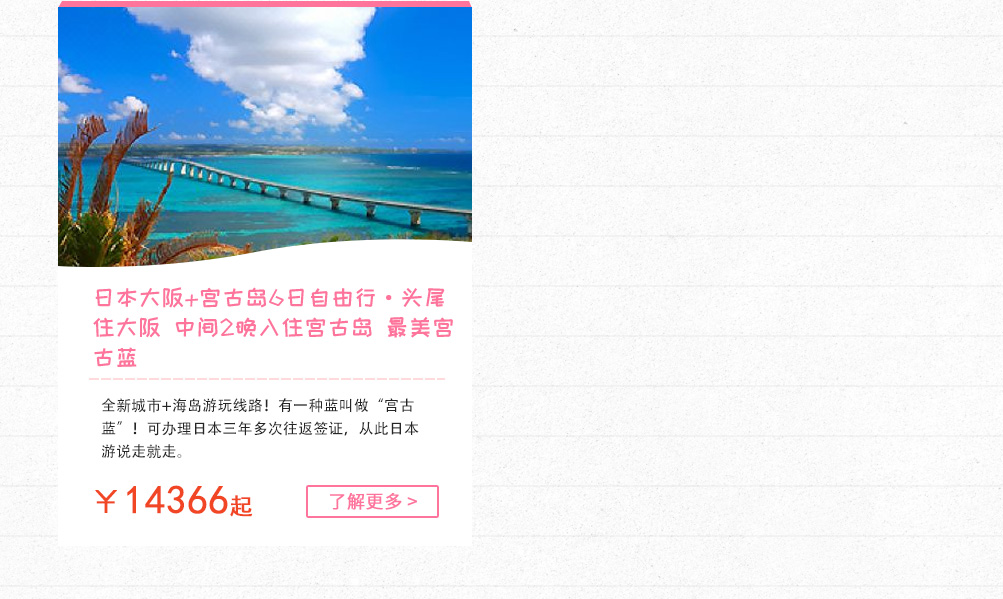 日本大阪+宫古岛6日自由行·头尾
住大阪 中间2晚入住宫古岛 最美宫
古蓝
全新城市+海岛游玩线路！有一种蓝叫做“宫古
蓝”！可办理日本三年多次往返签证，从此日本
游说走就走。
￥14366起
了解更多 >